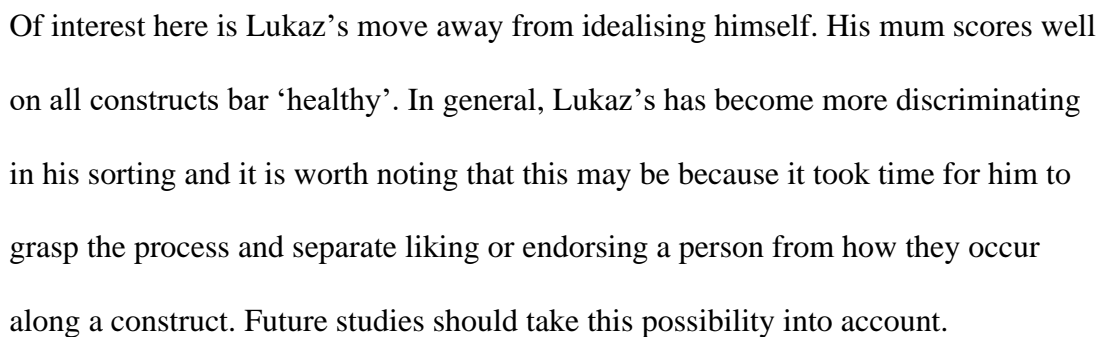 Of interest here is Lukaz’s move away from idealising himself. His mum scores well
on all constructs bar ‘healthy’. In general, Lukaz’s has become more discriminating
in his sorting and it is worth noting that this may be because it took time for him to
grasp the process and separate liking or endorsing a person from how they occur
along a construct. Future studies should take this possibility into account.